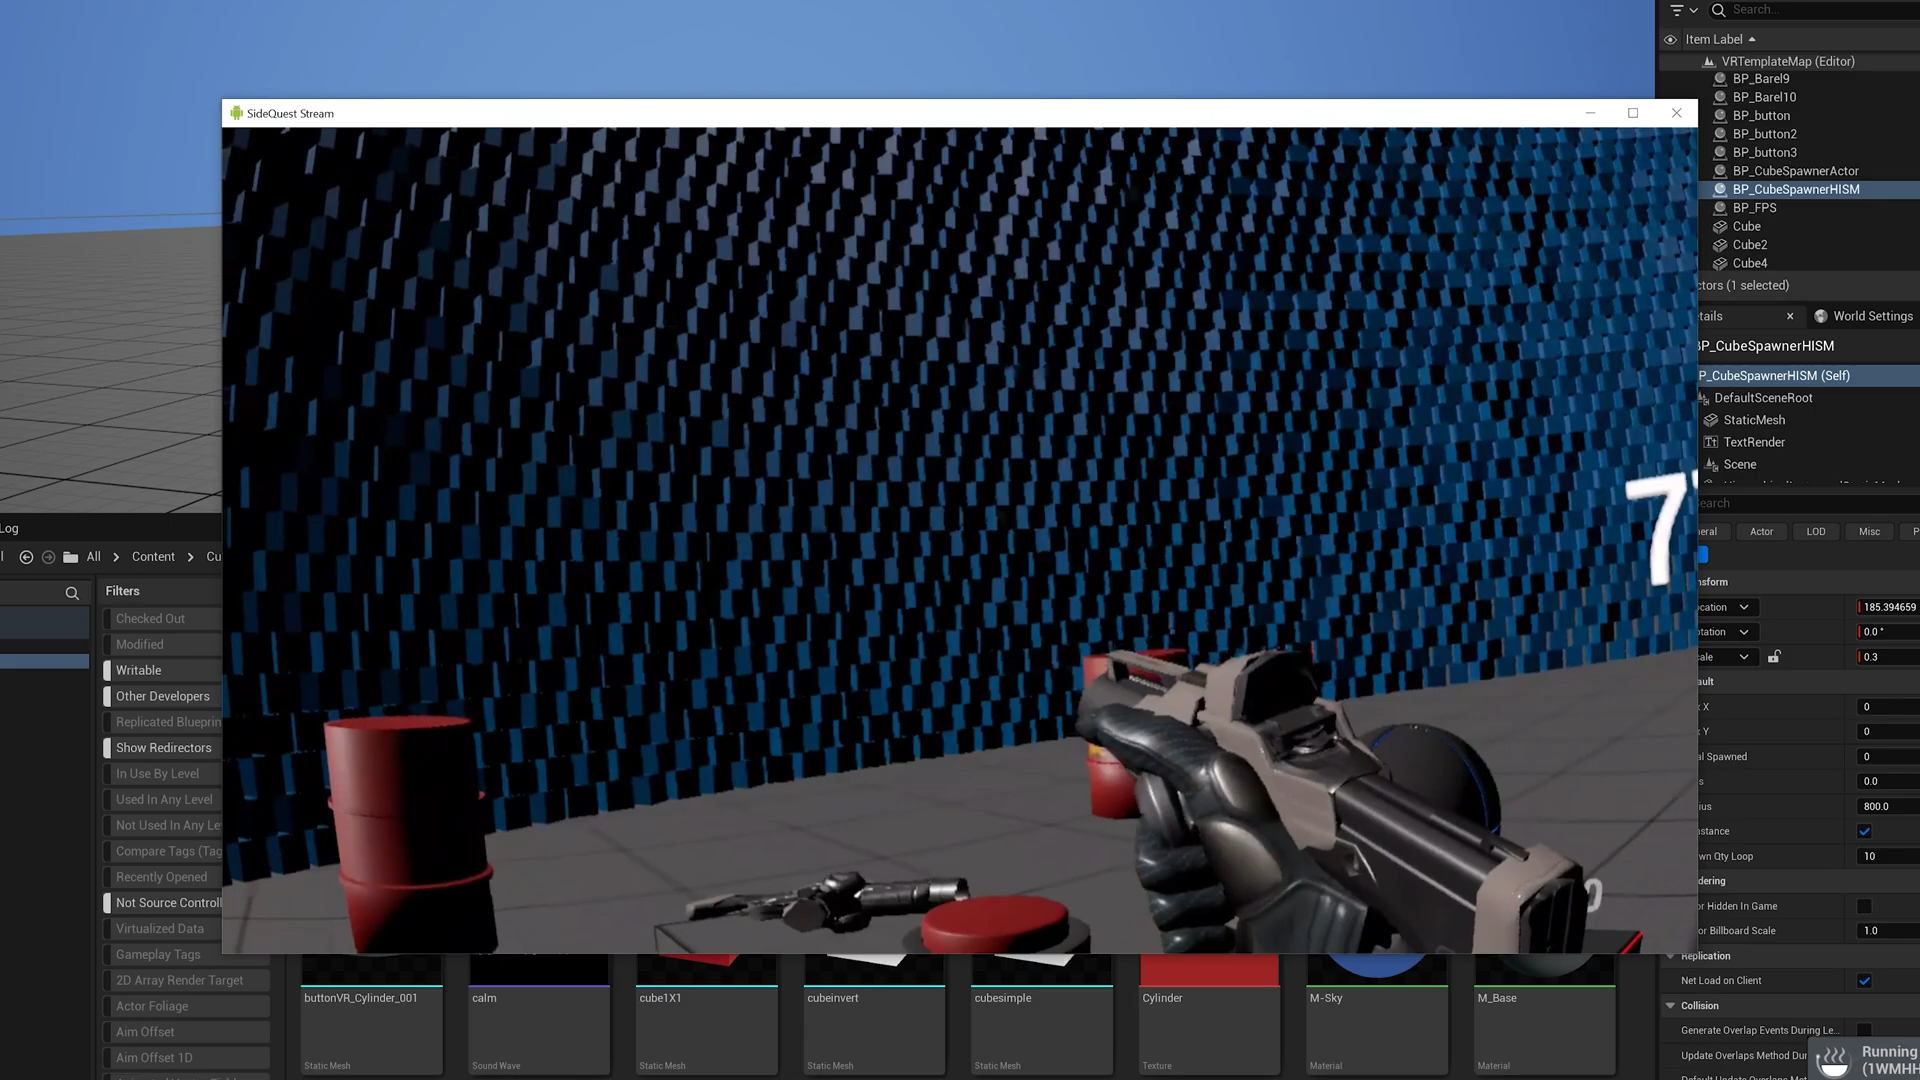 Search...
Item Label
VRTemplateMap (Editor)
BP_Barel9
BP_Barel10
BP_button
BP_button2
BP_button3
BP_CubeSpawnerActor
BP_CubeSpawnerHISM
BP_FPS
Cube
Cube2
Cube4
ctors (1 selected)
SideQuest Stream
7
tails
World Settings
BP_CubeSpawnerHISM
P_CubeSpawnerHISM (Self)
DefaultSceneRoot
StaticMesh
TextRender
Scene
earch
eral
Actor
LOD
Misc
P
nsform
cation
185.394659
tation
0.0 °
ale
0.3
ault
X
0
Y
0
al Spawned
0
s
0.0
ius
800.0
nstance
wn Qty Loop
10
dering
or Hidden In Game
or Billboard Scale
1.0
Replication
Net Load on Client
Collision
Generate Overlap Events During Le...
Update Overlaps Method Dur
Running
(1WMHH
Log
All
Content
Cu
Filters
Checked Out
Modified
Writable
Other Developers
Replicated Blueprin
Show Redirectors
In Use By Level
Used In Any Level
Not Used In Any Le
Compare Tags (Tag
Recently Opened
Not Source Controll
Virtualized Data
Gameplay Tags
2D Array Render Target
Actor Foliage
Aim Offset
Aim Offset 1D
buttonVR_Cylinder_001
Static Mesh
calm
Sound Wave
cube1X1
Static Mesh
cubeinvert
Static Mesh
cubesimple
Static Mesh
Cylinder
Texture
M-Sky
Material
M_Base
Material